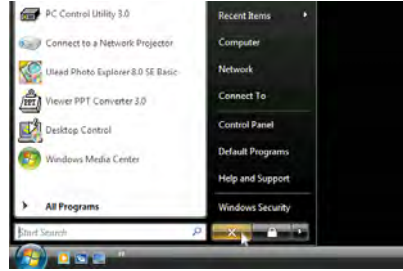 PC Control Utility 3.0
Connect to a Network Projector
Ulead Photo Explorer 8.0 SE Basic
Viewer PPT Converter 3.0
Desktop Control
Windows Media Center
All Programs
Start Search
Recent Items
Computer
Network
Connect To
Control Panel
Default Programs
Help and Support
Windows Security